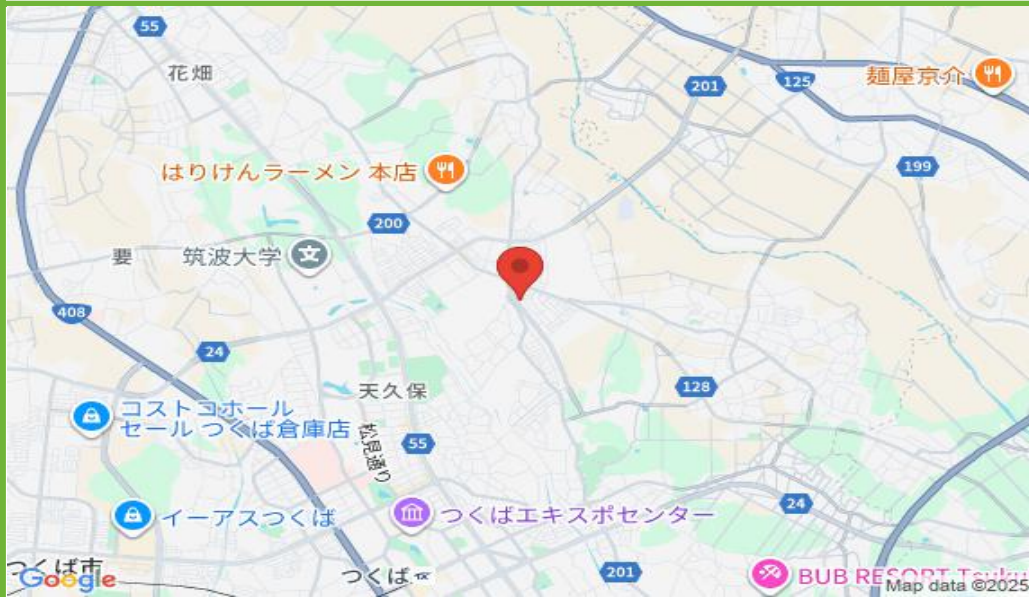 55
花畑
201
125
麺屋京介
はりけんラーメン 本店
199
200
要
筑波大学
文
408
24
天久保
128
コストコホール
セール つくば倉庫店
松見通り
55
イーアスつくば
つくばエキスポセンター
24
つくば市
Google
つくば
201
BUB RESORT
Map data ©2025